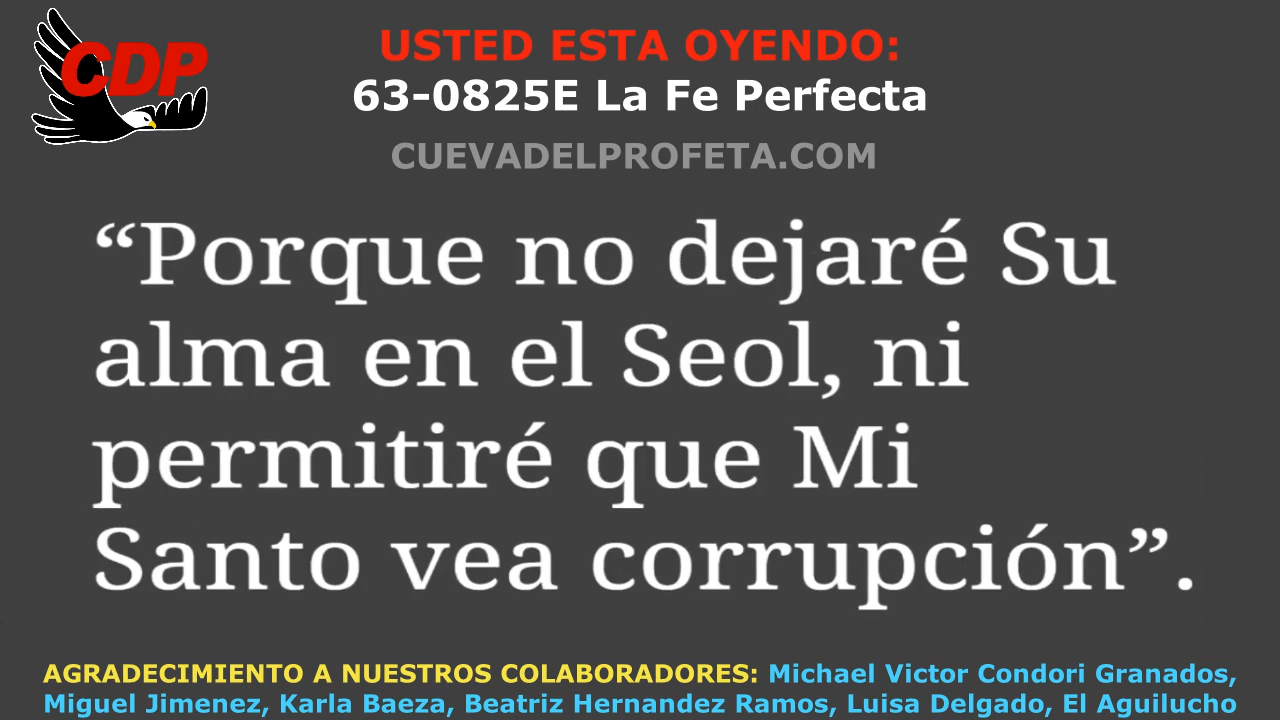 CDP
USTED ESTA OYENDO:
63-0825E La Fe Perfecta
CUEVADELPROFETA.COM
“Porque no dejaré Su
alma en el Seol, ni
permitiré que Mi
Santo vea corrupción”.
AGRADECIMIENTO A NUESTROS COLABORADORES: Michael Victor Condori Granados,
Miguel Jimenez, Karla Baeza, Beatriz Hernandez Ramos, Luisa Delgado, El Aguilucho